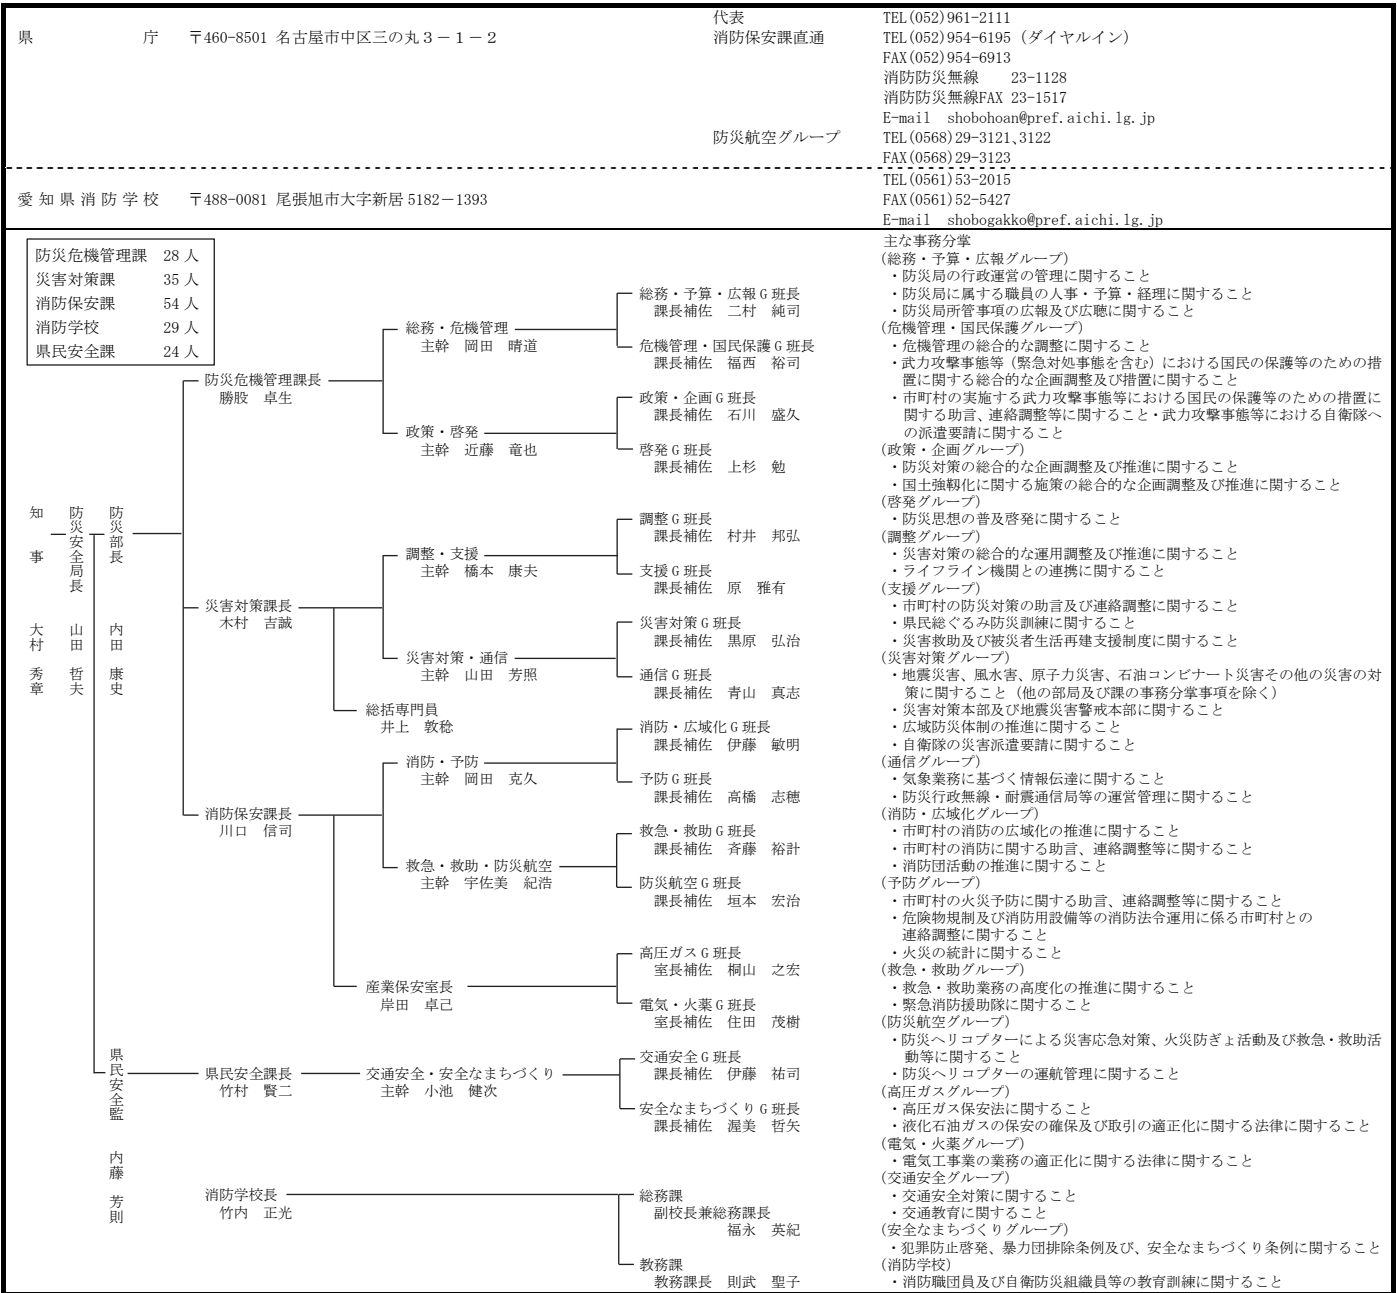 県　　　　　　　庁　〒460-8501 名古屋市中区三の丸３－１－２
代表　TEL(052)961-2111
消防保安課直通　TEL(052)954-6195（ダイヤルイン）
FAX(052)954-6913
消防防災無線　23-1128
消防防災無線FAX 23-1517
E-mail　shobohoan@pref.aichi.lg.jp
防災航空グループ　TEL(0568)29-3121、3122
FAX(0568)29-3123
愛知県消防学校　〒488-0081 尾張旭市大字新居 5182－1393
TEL(0561)53-2015
FAX(0561)52-5427
E-mail　shobogakko@pref.aichi.lg.jp
防災危機管理課　28 人
災害対策課　35 人
消防保安課　54 人
消防学校　29 人
県民安全課　24 人
知　事　大村　秀章
防災安全局長　山田　哲夫
防災部長　内田　康史
県民安全監　内藤　芳則
防災危機管理課長
勝股　卓生
総務・危機管理
主幹　岡田　晴道
総務・予算・広報 G 班長
課長補佐　二村　純司
危機管理・国民保護 G 班長
課長補佐　福西　裕司
政策・啓発
主幹　近藤　竜也
政策・企画 G 班長
課長補佐　石川　盛久
啓発 G 班長
課長補佐　上杉　勉
災害対策課長
木村　吉誠
調整・支援
主幹　橋本　康夫
調整 G 班長
課長補佐　村井　邦弘
支援 G 班長
課長補佐　原　雅有
災害対策・通信
主幹　山田　芳照
災害対策 G 班長
課長補佐　黒原　弘治
通信 G 班長
課長補佐　青山　真志
総括専門員
井上　敦稔
消防保安課長
川口　信司
消防・予防
主幹　岡田　克久
消防・広域化 G 班長
課長補佐　伊藤　敏明
予防 G 班長
課長補佐　高橋　志穂
救急・救助・防災航空
主幹　宇佐美　紀浩
救急・救助 G 班長
課長補佐　斉藤　裕計
防災航空 G 班長
課長補佐　垣本　宏治
産業保安室長
岸田　卓己
高圧ガス G 班長
室長補佐　桐山　之宏
電気・火薬 G 班長
室長補佐　住田　茂樹
県民安全課長
竹村　賢二
交通安全・安全なまちづくり
主幹　小池　健次
交通安全 G 班長
課長補佐　伊藤　祐司
安全なまちづくり G 班長
課長補佐　渥美　哲矢
消防学校長
竹内　正光
総務課
副校長兼総務課長
福永　英紀
教務課
教務課長　則武　聖子
主な事務分掌
(総務・予算・広報グループ)
・防災局の行政運営の管理に関すること
・防災局に属する職員の人事・予算・経理に関すること
・防災局所管事項の広報及び広聴に関すること
(危機管理・国民保護グループ)
・危機管理の総合的な調整に関すること
・武力攻撃事態等（緊急対処事態を含む）における国民の保護等のための措
置に関する総合的な企画調整及び措置に関すること
・市町村の実施する武力攻撃事態等における国民の保護等のための措置に
関する助言、連絡調整等に関すること・武力攻撃事態等における自衛隊へ
の派遣要請に関すること
(政策・企画グループ)
・防災対策の総合的な企画調整及び推進に関すること
・国土強靱化に関する施策の総合的な企画調整及び推進に関すること
(啓発グループ)
・防災思想の普及啓発に関すること
(調整グループ)
・災害対策の総合的な運用調整及び推進に関すること
・ライフライン機関との連携に関すること
(支援グループ)
・市町村の防災対策の助言及び連絡調整に関すること
・県民総ぐるみ防災訓練に関すること
・災害救助及び被災者生活再建支援制度に関すること
(災害対策グループ)
・地震災害、風水害、原子力災害、石油コンビナート災害その他の災害の対
策に関すること（他の部局及び課の事務分掌事項を除く）
・災害対策本部及び地震災害警戒本部に関すること
・広域防災体制の推進に関すること
・自衛隊の災害派遣要請に関すること
(通信グループ)
・気象業務に基づく情報伝達に関すること
・防災行政無線・耐震通信局等の運営管理に関すること
(消防・広域化グループ)
・市町村の消防の広域化の推進に関すること
・市町村の消防に関する助言、連絡調整等に関すること
・消防団活動の推進に関すること
(予防グループ)
・市町村の火災予防に関する助言、連絡調整等に関すること
・危険物規制及び消防用設備等の消防法令運用に係る市町村との
連絡調整に関すること
・火災の統計に関すること
(救急・救助グループ)
・救急・救助業務の高度化の推進に関すること
・緊急消防援助隊に関すること
(防災航空グループ)
・防災ヘリコプターによる災害応急対策、火災防ぎょ活動及び救急・救助活
動等に関すること
・防災ヘリコプターの運航管理に関すること
(高圧ガスグループ)
・高圧ガス保安法に関すること
・液化石油ガスの保安の確保及び取引の適正化に関する法律に関すること
(電気・火薬グループ)
・電気工事業の業務の適正化に関する法律に関すること
(交通安全グループ)
・交通安全対策に関すること
・交通教育に関すること
(安全なまちづくりグループ)
・犯罪防止啓発、暴力団排除条例及び、安全なまちづくり条例に関すること
(消防学校)
・消防職団員及び自衛防災組織員等の教育訓練に関すること